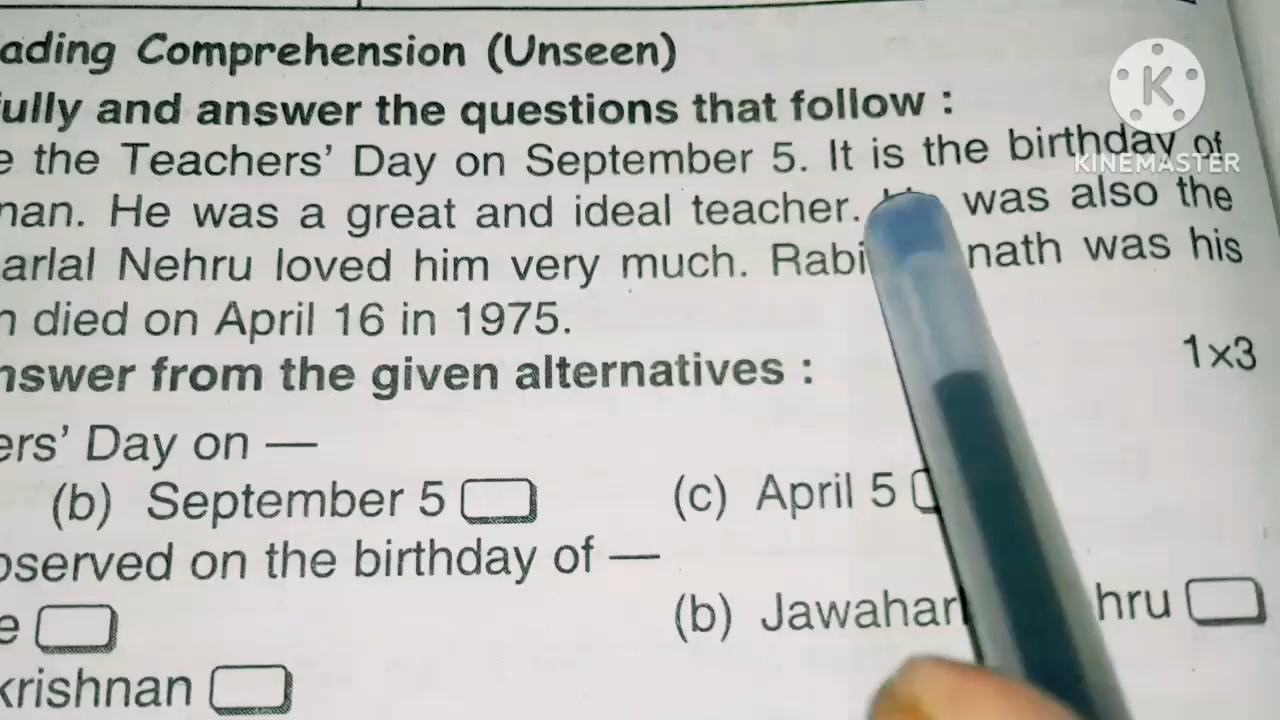 ading Comprehension (Unseen)
fully and answer the questions that follow :
e the Teachers' Day on September 5. It is the birthday of
nan. He was a great and ideal teacher. was also the
arlal Nehru loved him very much. Rabi nath was his
n died on April 16 in 1975.
nswer from the given alternatives :
1x3
ers' Day on —
(b) September 5 (c) April 5
bserved on the birthday of —
e (b) Jawahar hru
krishnan
K
KINEMASTER